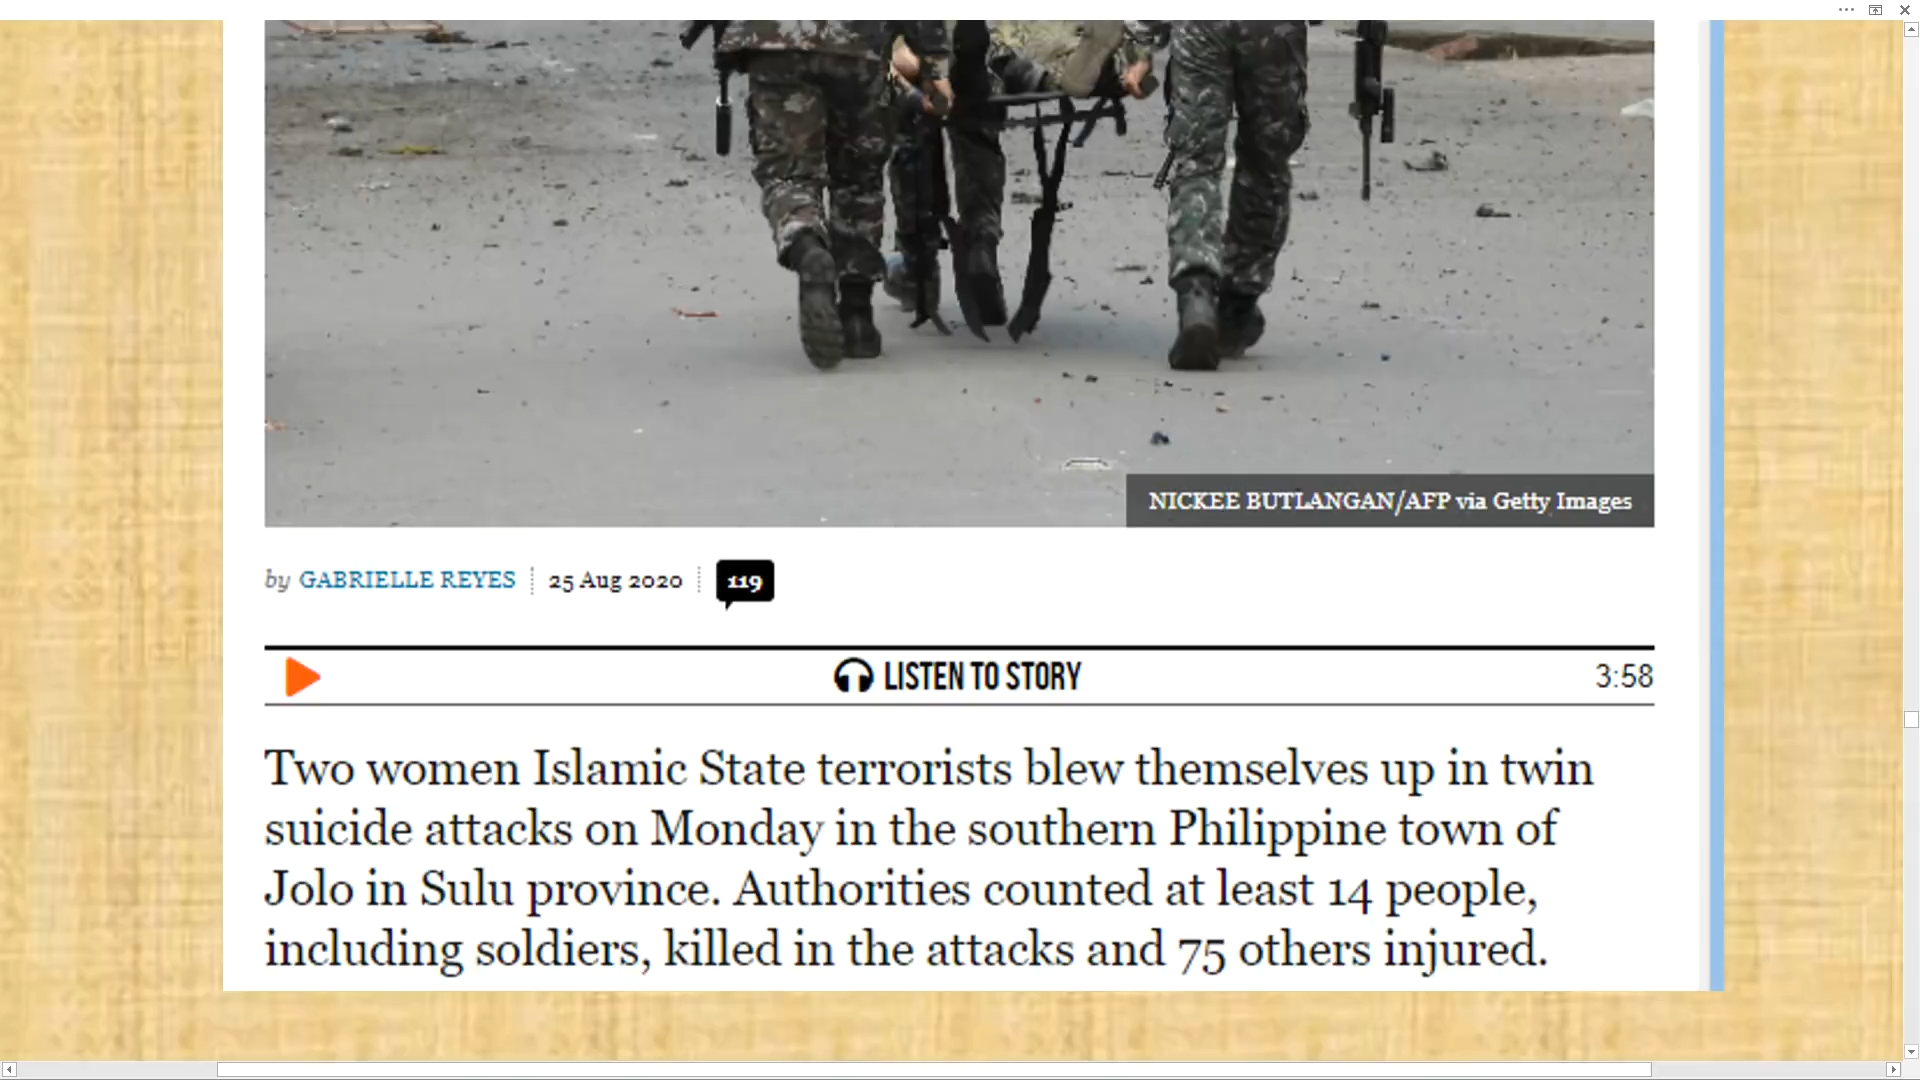 NICKEE BUTLANGAN/AFP via Getty Images
by GABRIELLE REYES 25 Aug 2020 119
LISTEN TO STORY 3:58
Two women Islamic State terrorists blew themselves up in twin
suicide attacks on Monday in the southern Philippine town of
Jolo in Sulu province. Authorities counted at least 14 people,
including soldiers, killed in the attacks and 75 others injured.